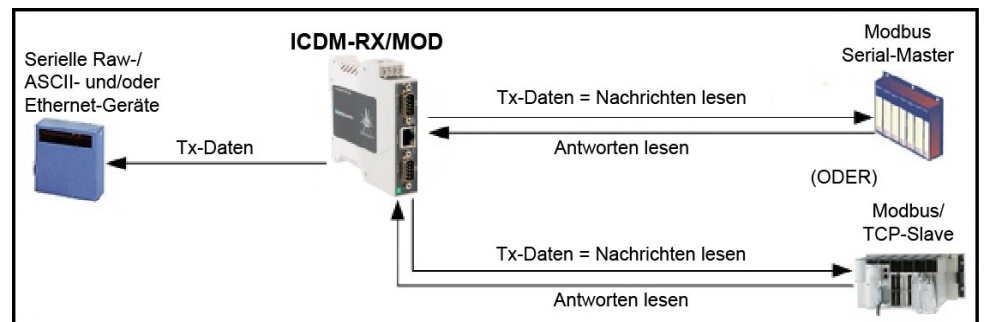 ICDM-RX/MOD
Serielle Raw-/
ASCII- und/oder
Ethernet-Geräte
Tx-Daten
Modbus
Serial-Master
Tx-Daten = Nachrichten lesen
Antworten lesen
(ODER)
Modbus/
TCP-Slave
Tx-Daten = Nachrichten lesen
Antworten lesen